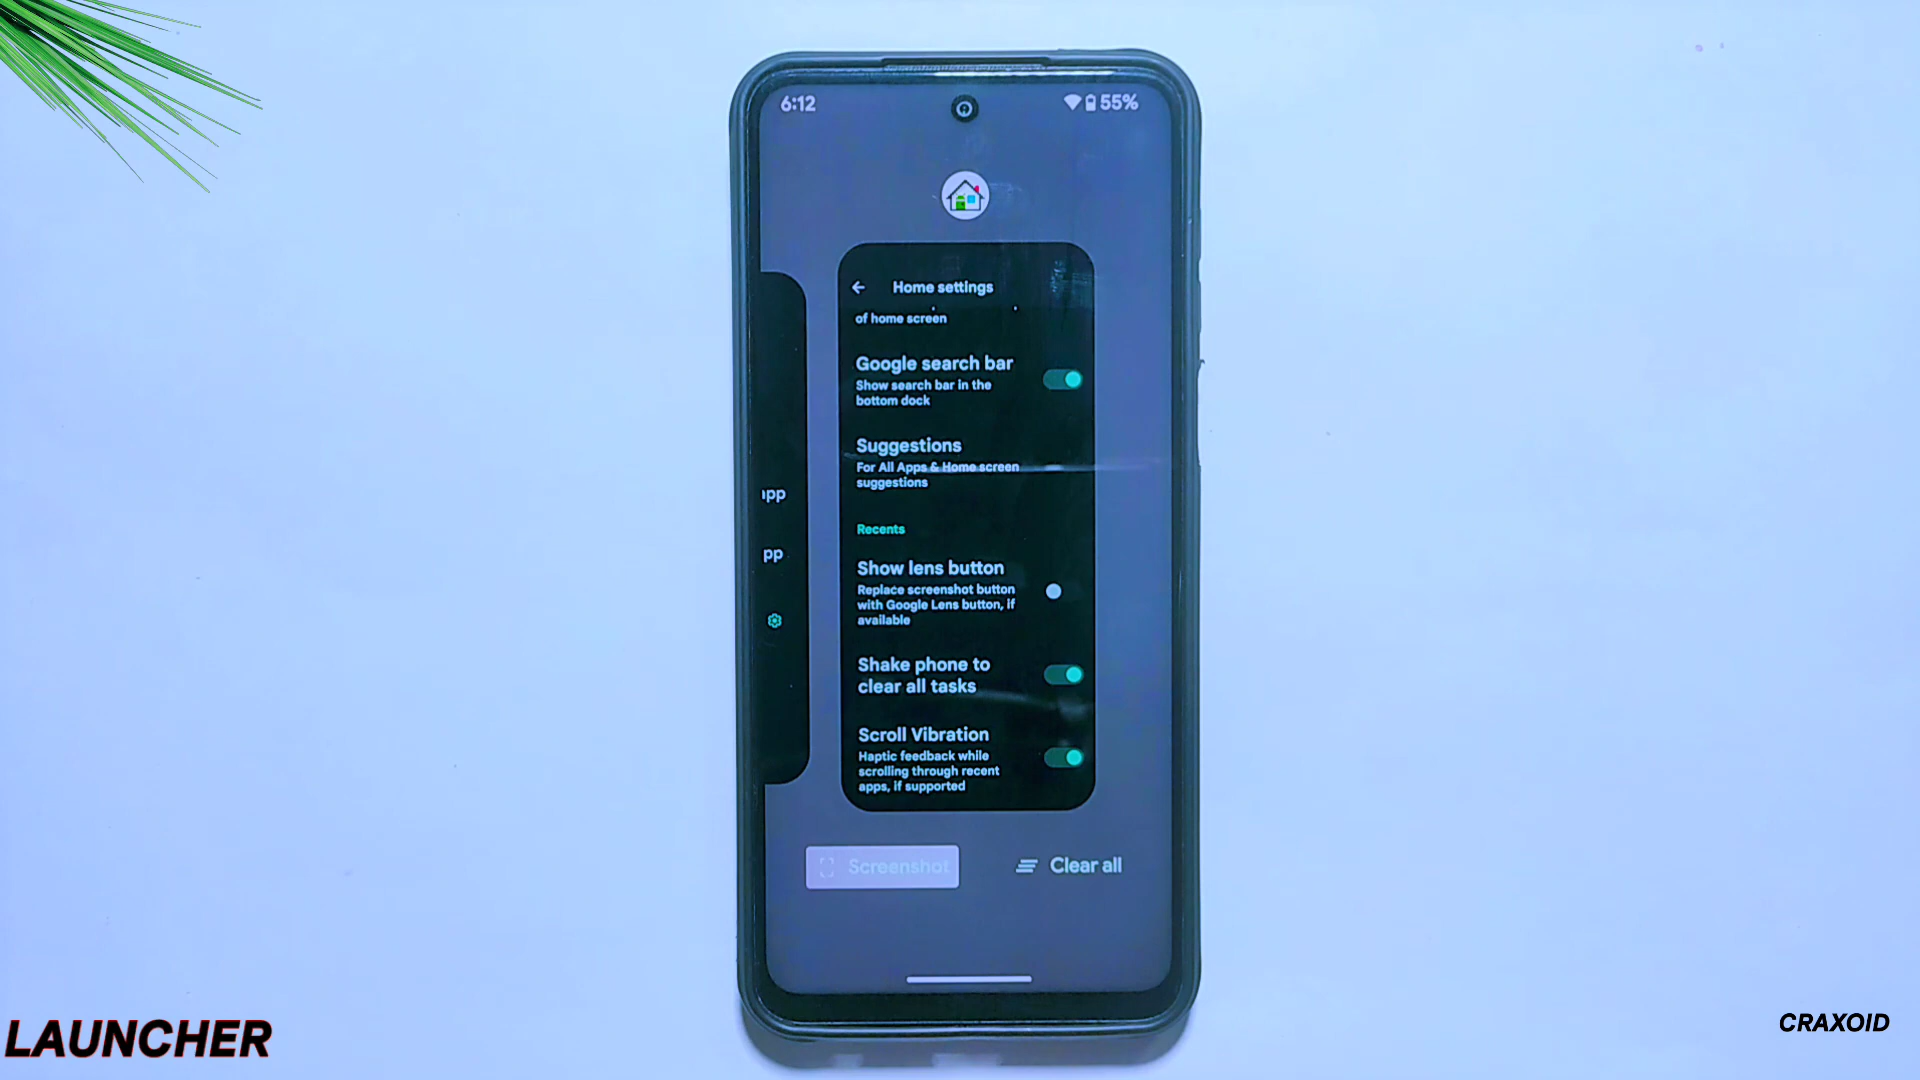 6:12
55%
Home settings
of home screen
Google search bar
Show search bar in the
bottom dock
Suggestions
For All Apps & Home screen
suggestions
Recents
Show lens button
Replace screenshot button
with Google Lens button, if
available
Shake phone to
clear all tasks
Scroll Vibration
Haptic feedback while
scrolling through recent
apps, if supported
app
pp
Screenshot
Clear all
LAUNCHER
CRAXOID